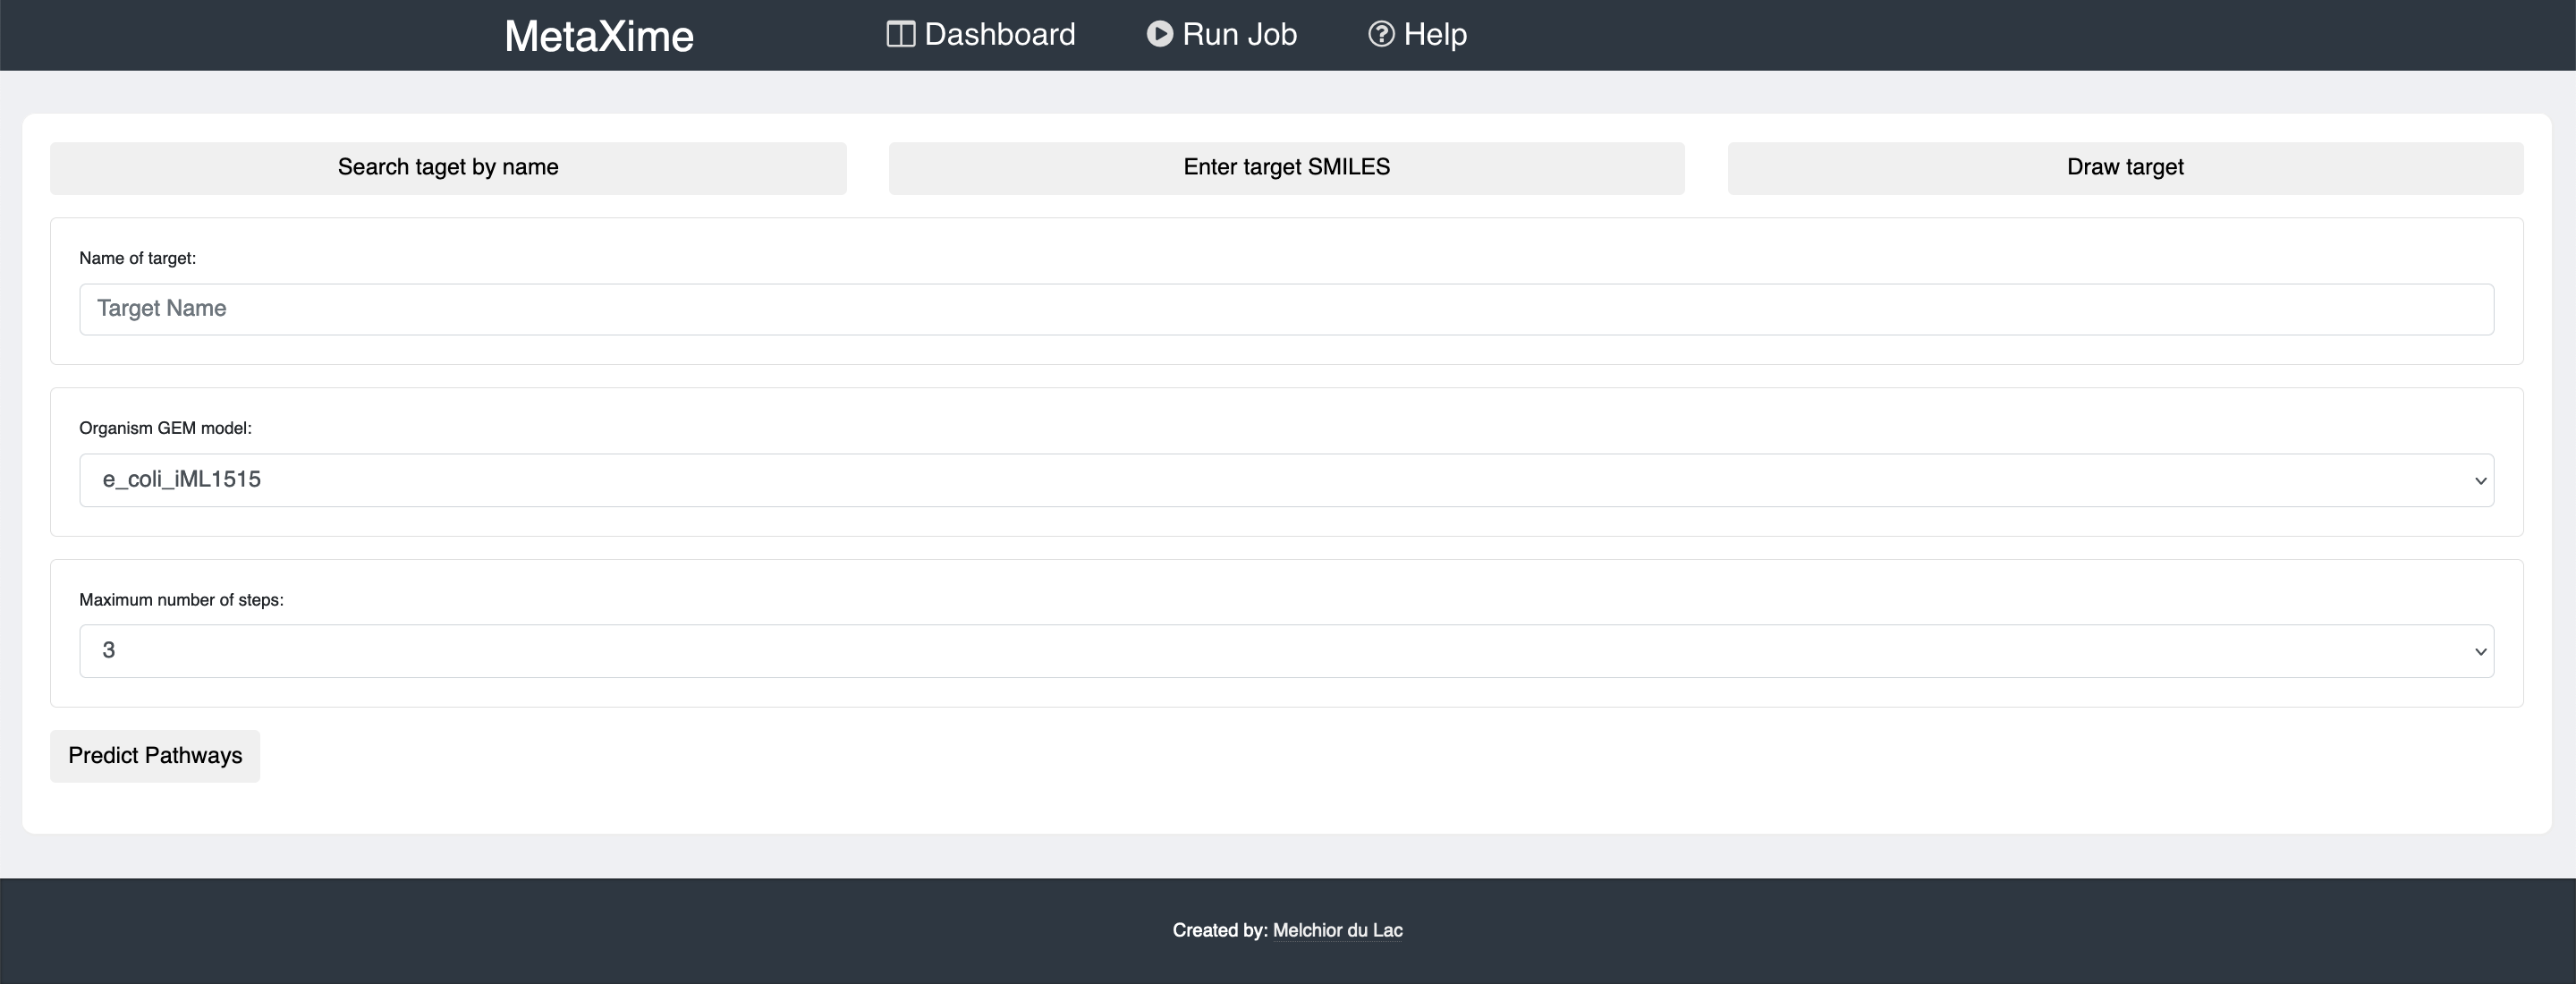 MetaXime Dashboard Run Job Help
Search taget by name
Enter target SMILES
Draw target
Name of target:
Target Name
Organism GEM model:
e_coli_iML1515
Maximum number of steps:
3
Predict Pathways
Created by: Melchior du Lac